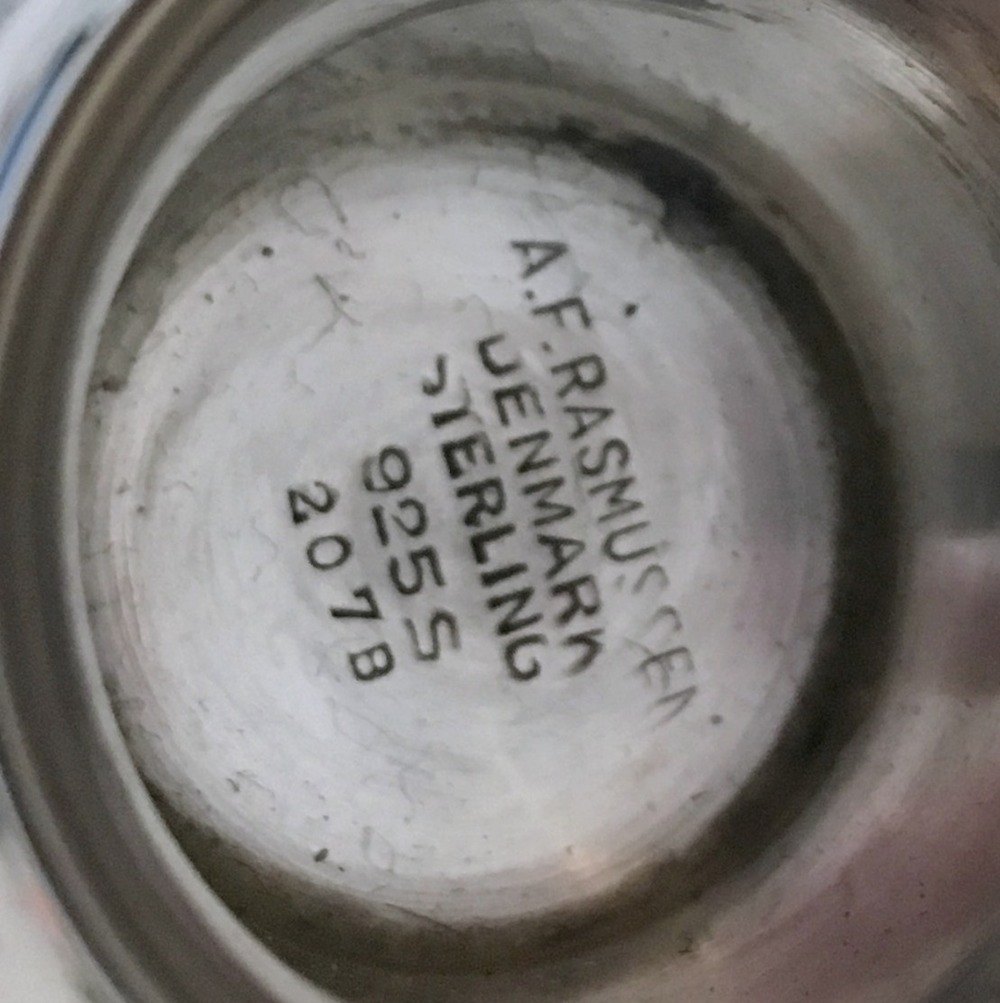 A.F. RASMUSSEN
DENMARK
STERLING
925S
207B